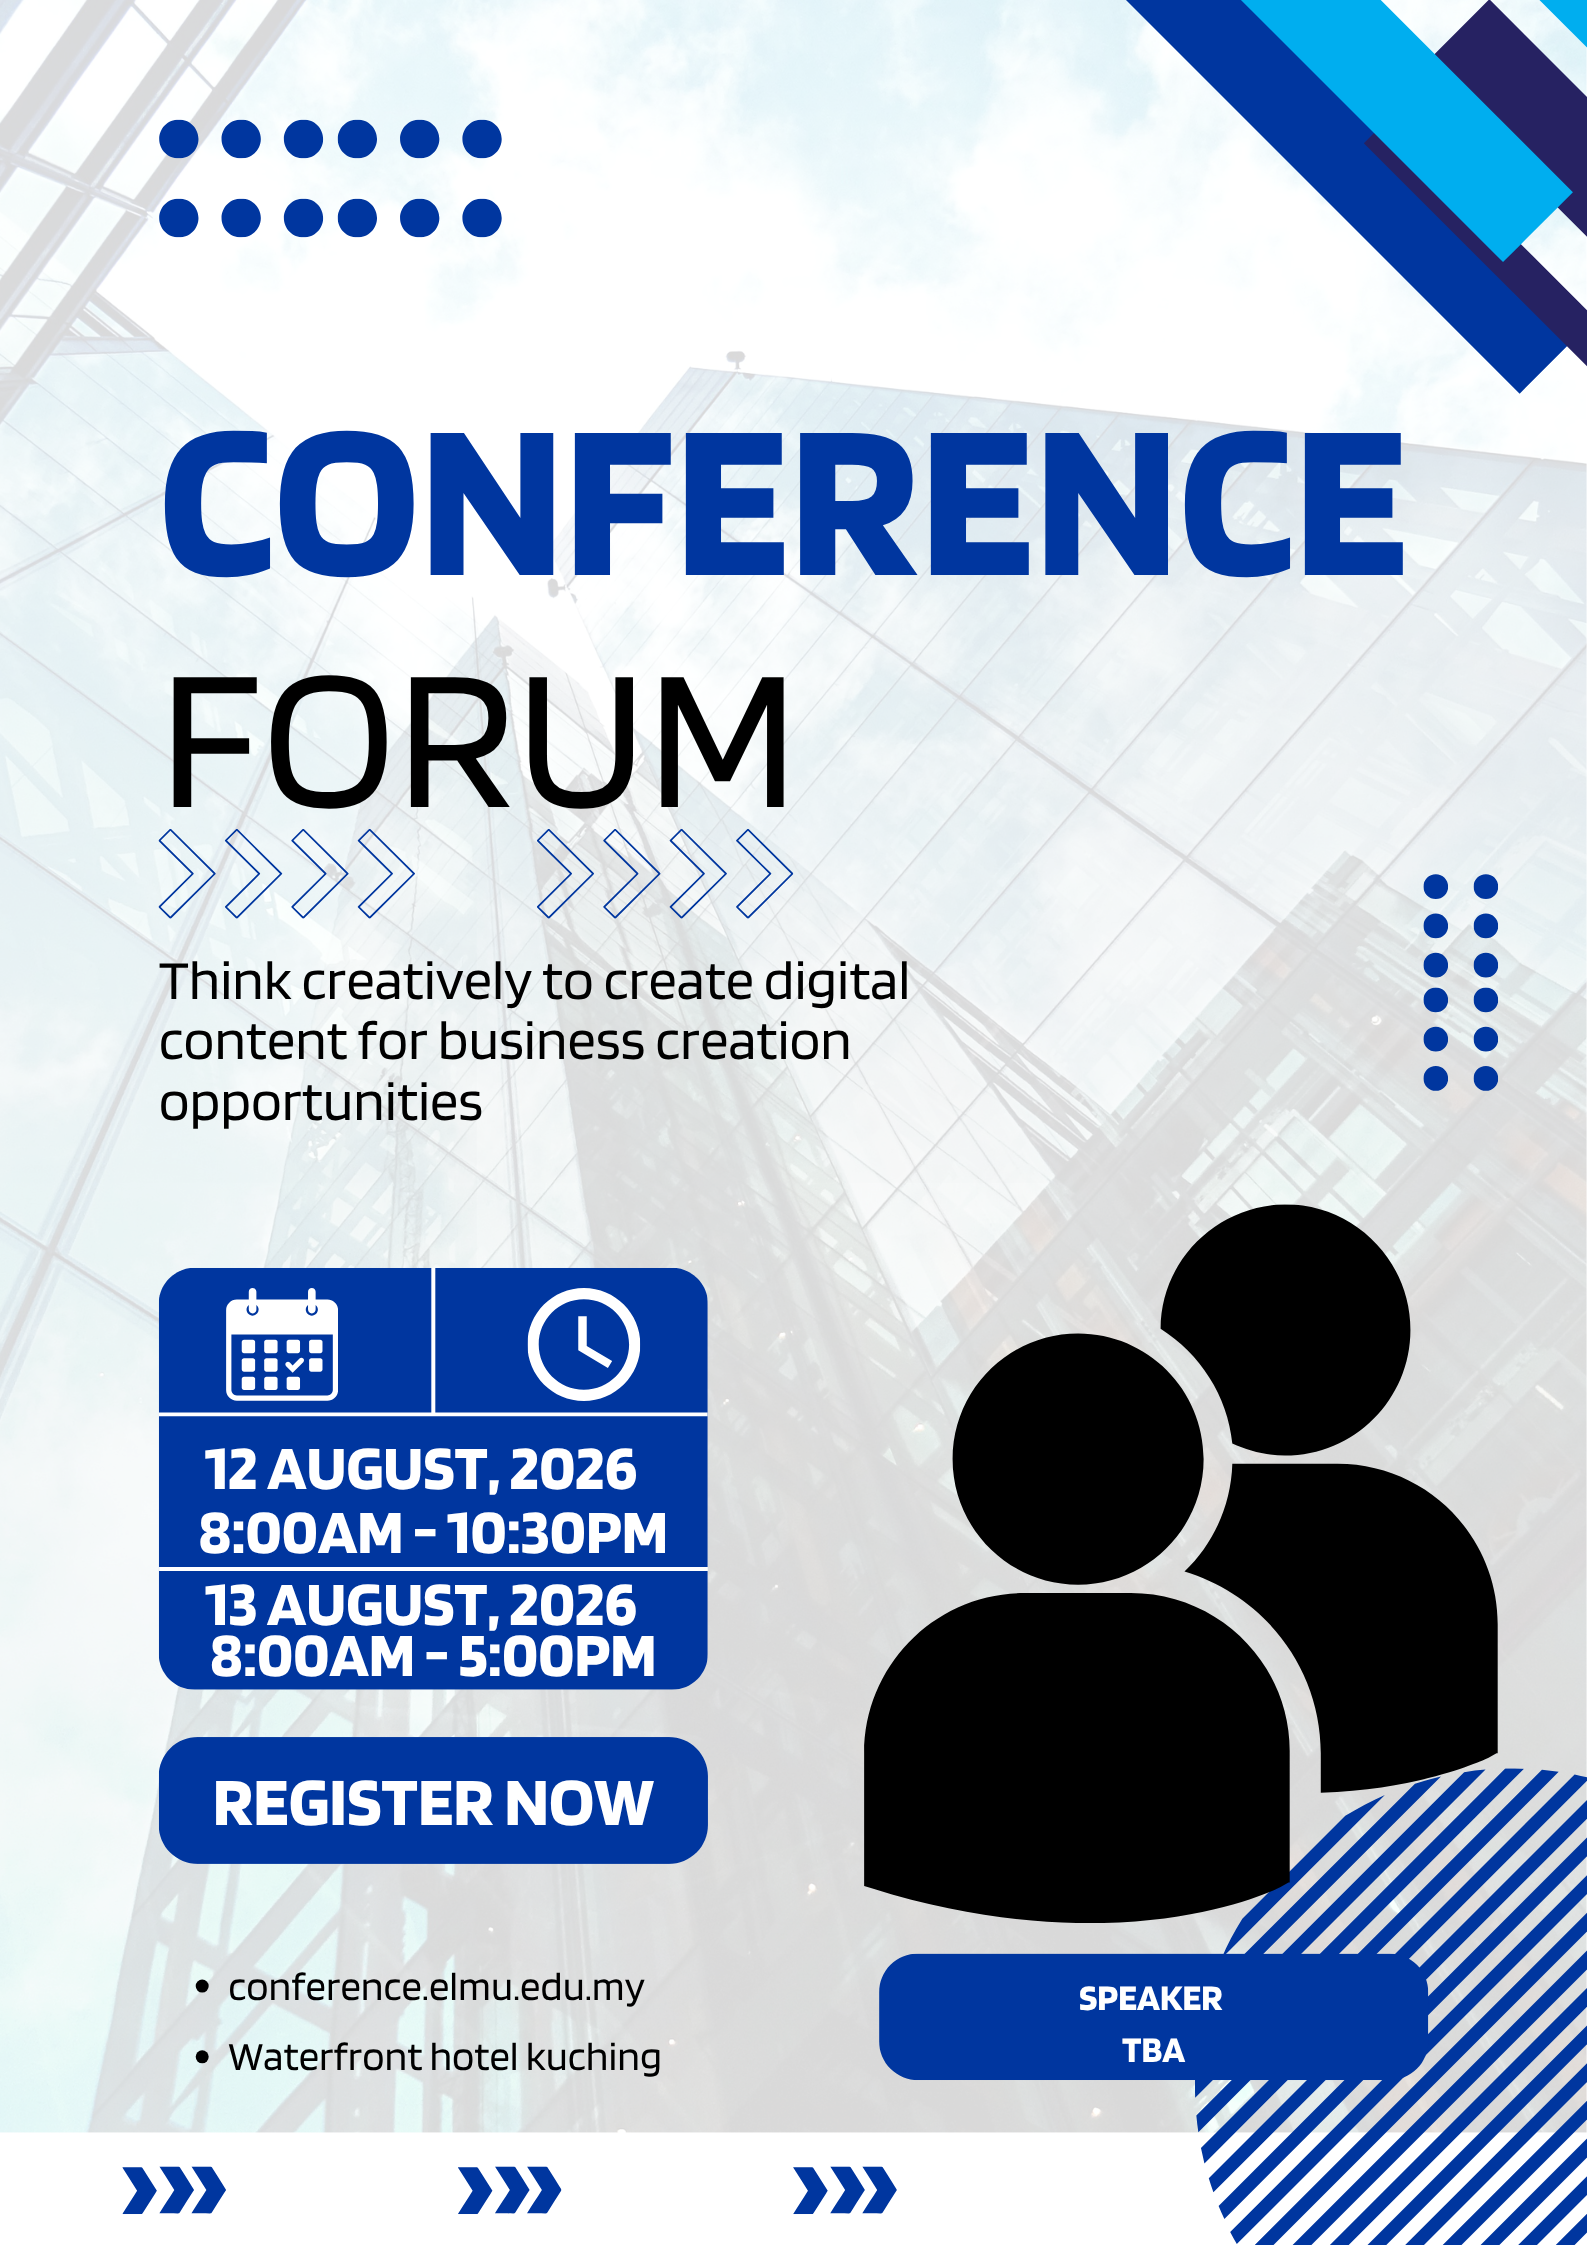 CONFERENCE
FORUM
Think creatively to create digital
content for business creation
opportunities
12 AUGUST, 2026
8:00AM - 10:30PM
13 AUGUST, 2026
8:00AM - 5:00PM
REGISTER NOW
• conference.elmu.edu.my
• Waterfront hotel kuching
SPEAKER
TBA